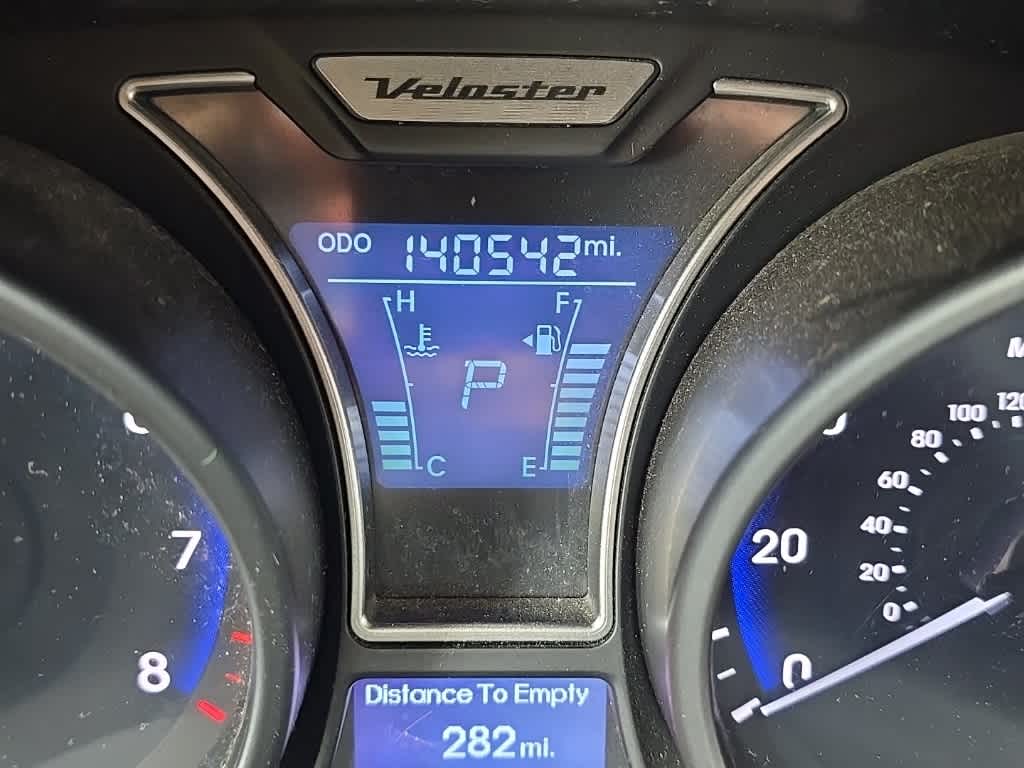 Veloster
ODO 140542 mi.
H F
P
C E
7
8
M
120
100
80
60
40
20
0
20
0
Distance To Empty
282 mi.